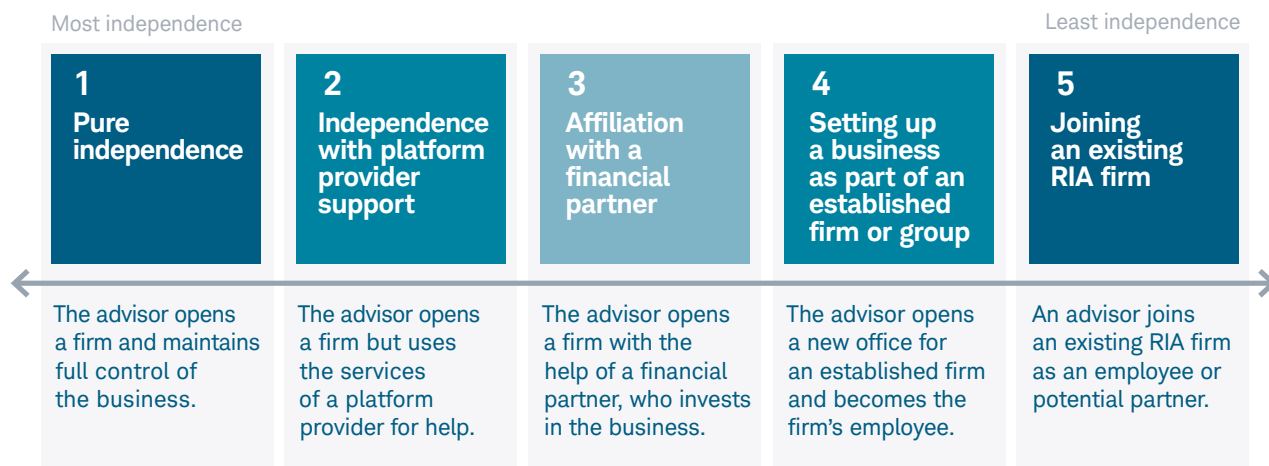 Most independence
Least independence
1
Pure
independence
2
Independence
with platform
provider
support
3
Affiliation
with a
financial
partner
4
Setting up
a business
as part of an
established
firm or group
5
Joining
an existing
RIA firm
The advisor opens
a firm and maintains
full control of
the business.
The advisor opens
a firm but uses
the services
of a platform
provider for help.
The advisor opens
a firm with the
help of a financial
partner, who invests
in the business.
The advisor opens
a new office for
an established firm
and becomes the
firm's employee.
An advisor joins
an existing RIA firm
as an employee or
potential partner.